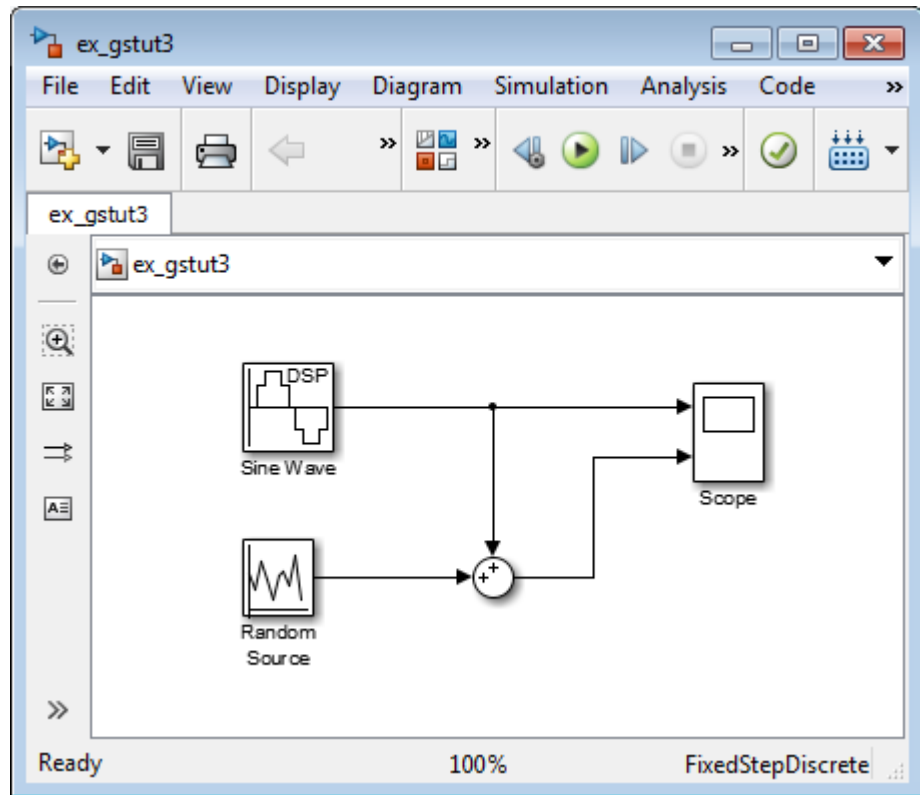 ex_gstut3
File Edit View Display Diagram Simulation Analysis Code »
» »
»
ex_gstut3
ex_gstut3
DSP
Sine Wave
Scope
+ +
Random
Source
A
»
Ready 100% FixedStepDiscrete